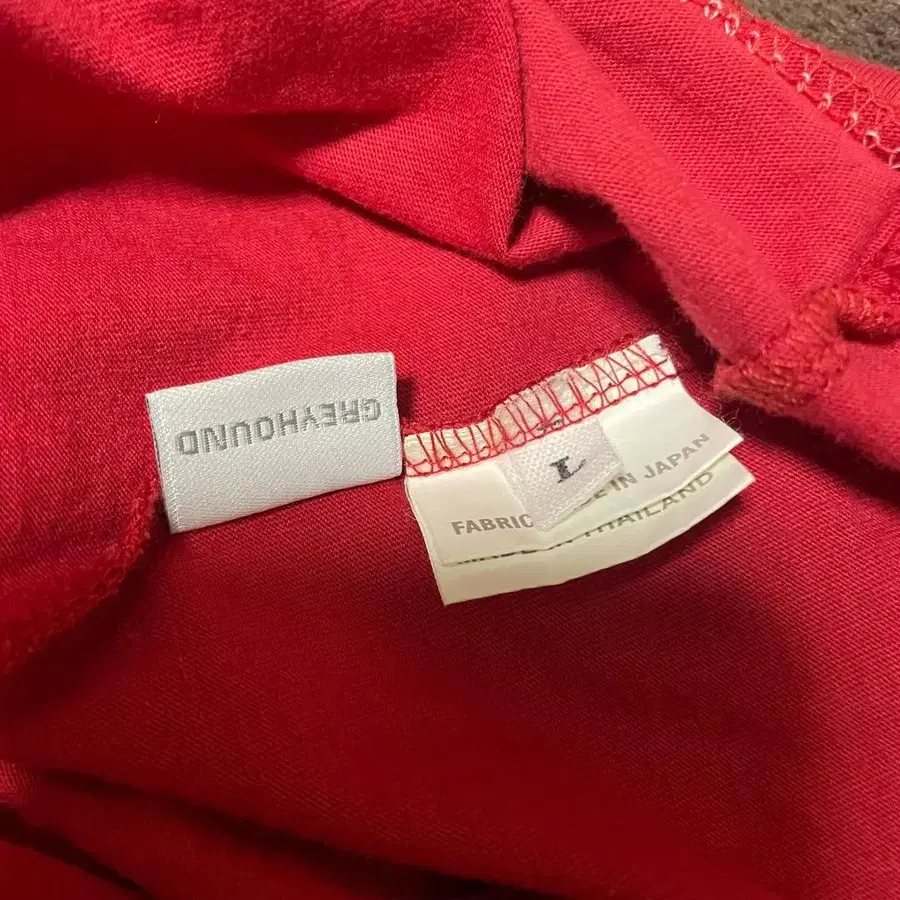 GREYHOUND
L
FABRIC
IN JAPAN
THAILAND